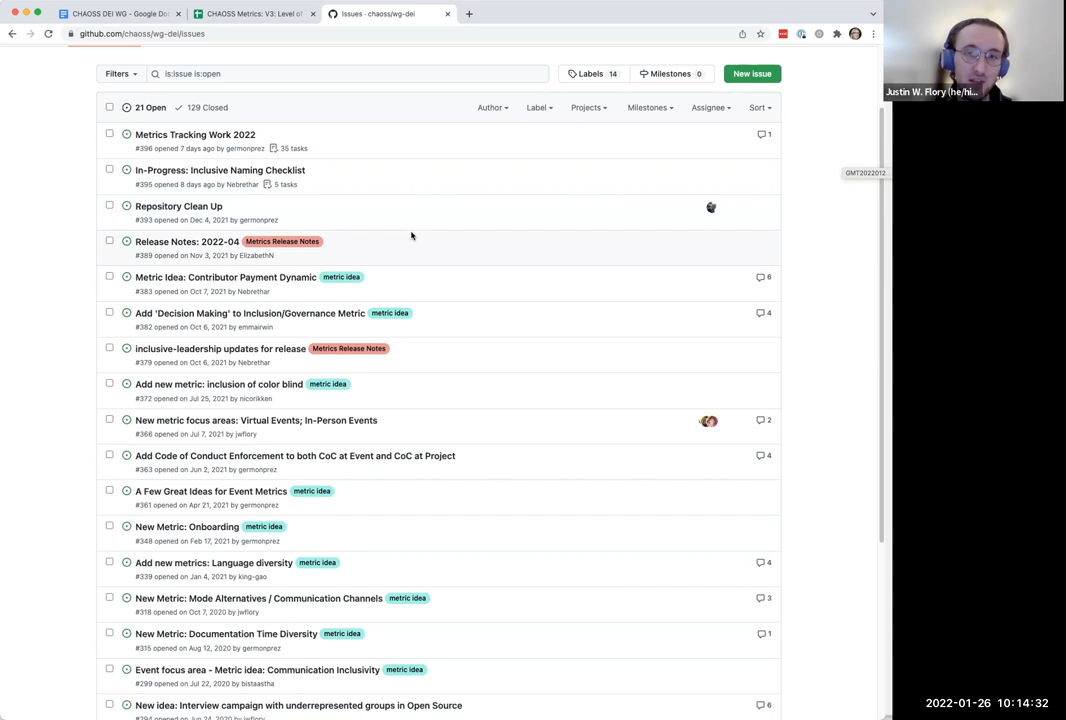 CHAOSS DEI WG - Google Doc
CHAOSS Metrics: V3: Level of
Issues · chaoss/wg-dei
github.com/chaoss/wg-dei/issues
Filters
is:issue is:open
Labels 14
Milestones 0
New issue
21 Open
129 Closed
Author
Label
Projects
Milestones
Assignee
Sort
Metrics Tracking Work 2022
1
#396 opened 7 days ago by germonprez 35 tasks
In-Progress: Inclusive Naming Checklist
#395 opened 8 days ago by Nebrethar 5 tasks
Repository Clean Up
#393 opened on Dec 4, 2021 by germonprez
Release Notes: 2022-04 Metrics Release Notes
#389 opened on Nov 3, 2021 by ElizabethN
Metric Idea: Contributor Payment Dynamic metric idea
6
#383 opened on Oct 7, 2021 by Nebrethar
Add 'Decision Making' to Inclusion/Governance Metric metric idea
4
#382 opened on Oct 6, 2021 by emmairwin
inclusive-leadership updates for release Metrics Release Notes
#379 opened on Oct 6, 2021 by Nebrethar
Add new metric: inclusion of color blind metric idea
#372 opened on Jul 25, 2021 by nicorikken
New metric focus areas: Virtual Events; In-Person Events
2
#366 opened on Jul 7, 2021 by jwflory
Add Code of Conduct Enforcement to both CoC at Event and CoC at Project
4
#363 opened on Jun 2, 2021 by germonprez
A Few Great Ideas for Event Metrics metric idea
#361 opened on Apr 21, 2021 by germonprez
New Metric: Onboarding metric idea
#348 opened on Feb 17, 2021 by germonprez
Add new metrics: Language diversity metric idea
4
#339 opened on Jan 4, 2021 by king-gao
New Metric: Mode Alternatives / Communication Channels metric idea
3
#318 opened on Oct 7, 2020 by jwflory
New Metric: Documentation Time Diversity metric idea
1
#315 opened on Aug 12, 2020 by germonprez
Event focus area - Metric idea: Communication Inclusivity metric idea
#299 opened on Jul 22, 2020 by bistaastha
New idea: Interview campaign with underrepresented groups in Open Source
6
#294 opened on Jun 24, 2020 by jwflory
Justin W. Flory (he/hi...
GMT2022012
2022-01-26 10:14:32